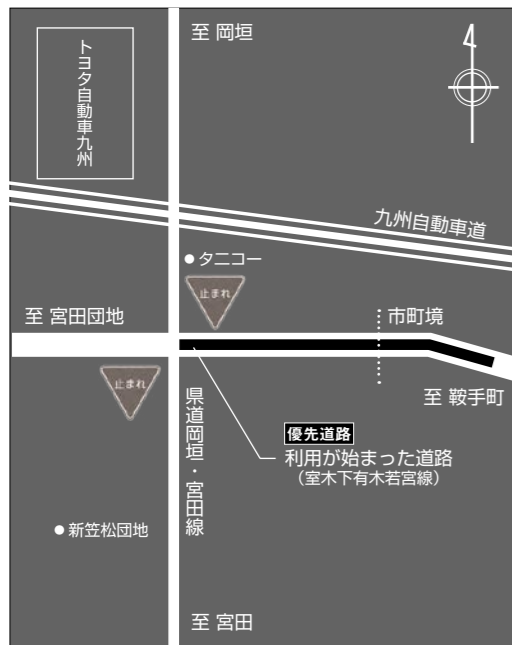 至 岡垣
トヨタ自動車九州
九州自動車道
● タニコー
止まれ
至 宮田団地
市町境
止まれ
至 鞍手町
県道岡垣・宮田線
優先道路
利用が始まった道路
（室木下有木若宮線）
● 新笠松団地
至 宮田